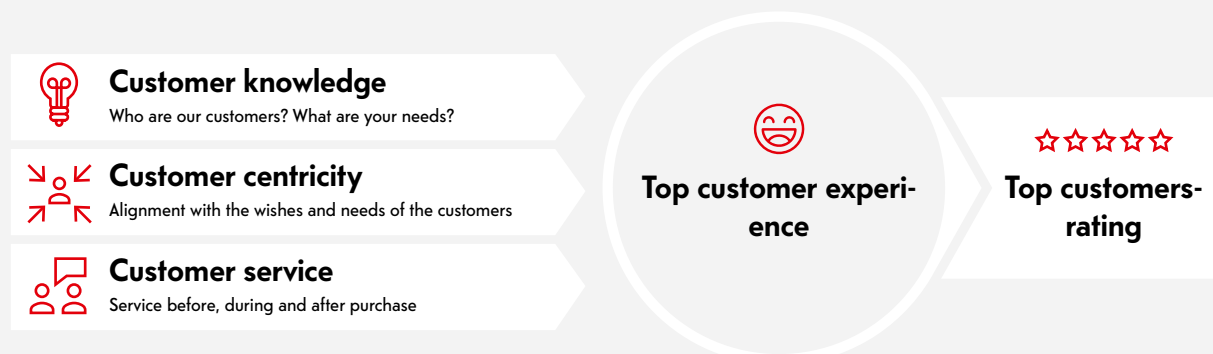 Customer knowledge
Who are our customers? What are your needs?
Customer centricity
Alignment with the wishes and needs of the customers
Customer service
Service before, during and after purchase
Top customer experi-
ence
Top customers-
rating